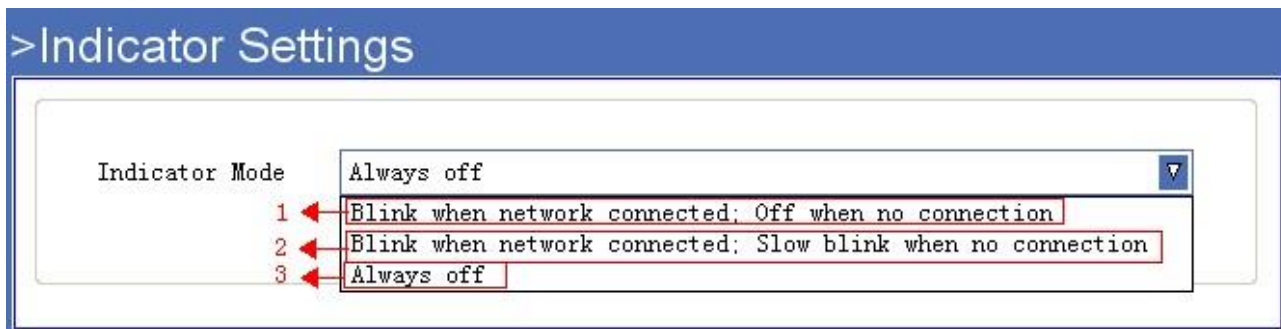 >Indicator Settings
Indicator Mode Always off
1 Blink when network connected; Off when no connection
2 Blink when network connected; Slow blink when no connection
3 Always off